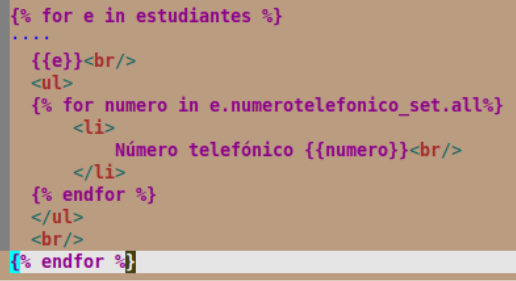 {% for e in estudiantes %}
....
{{e}}<br/>
<ul>
{% for numero in e.numerotelefonico_set.all%}
<li>
Número telefónico {{numero}}<br/>
</li>
{% endfor %}
</ul>
<br/>
{% endfor %}